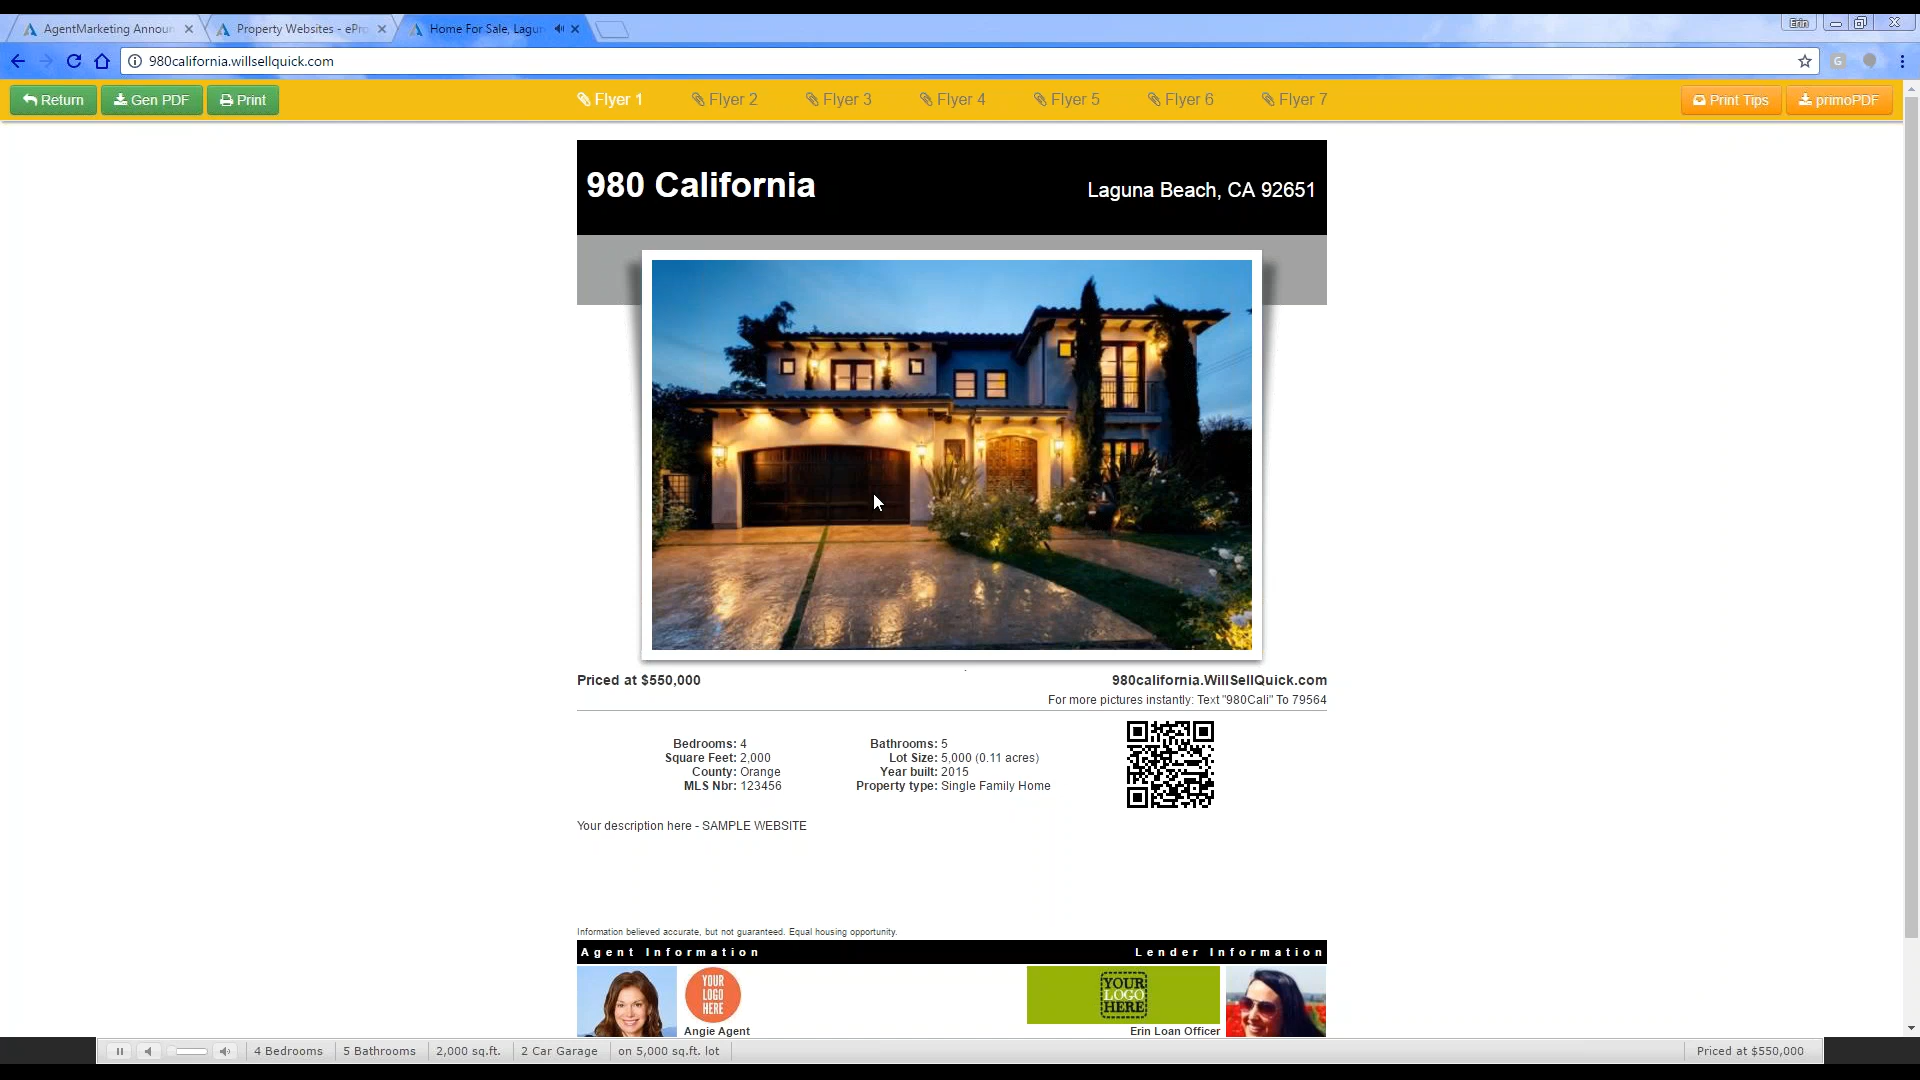 AgentMarketing Announ
Property Websites - ePro
Home For Sale, Lagun
Erin
980california.willsellquick.com
Return
Gen PDF
Print
Flyer 1
Flyer 2
Flyer 3
Flyer 4
Flyer 5
Flyer 6
Flyer 7
Print Tips
primoPDF
980 California
Laguna Beach, CA 92651
Priced at $550,000
980california.WillSellQuick.com
For more pictures instantly: Text "980Cali" To 79564
Bedrooms: 4
Square Feet: 2,000
County: Orange
MLS Nbr: 123456
Bathrooms: 5
Lot Size: 5,000 (0.11 acres)
Year built: 2015
Property type: Single Family Home
Your description here - SAMPLE WEBSITE
Information believed accurate, but not guaranteed. Equal housing opportunity.
Agent Information
Lender Information
YOUR
LOGO
HERE
Angie Agent
YOUR
LOGO
HERE
Erin Loan Officer
4 Bedrooms
5 Bathrooms
2,000 sq.ft.
2 Car Garage
on 5,000 sq.ft. lot
Priced at $550,000